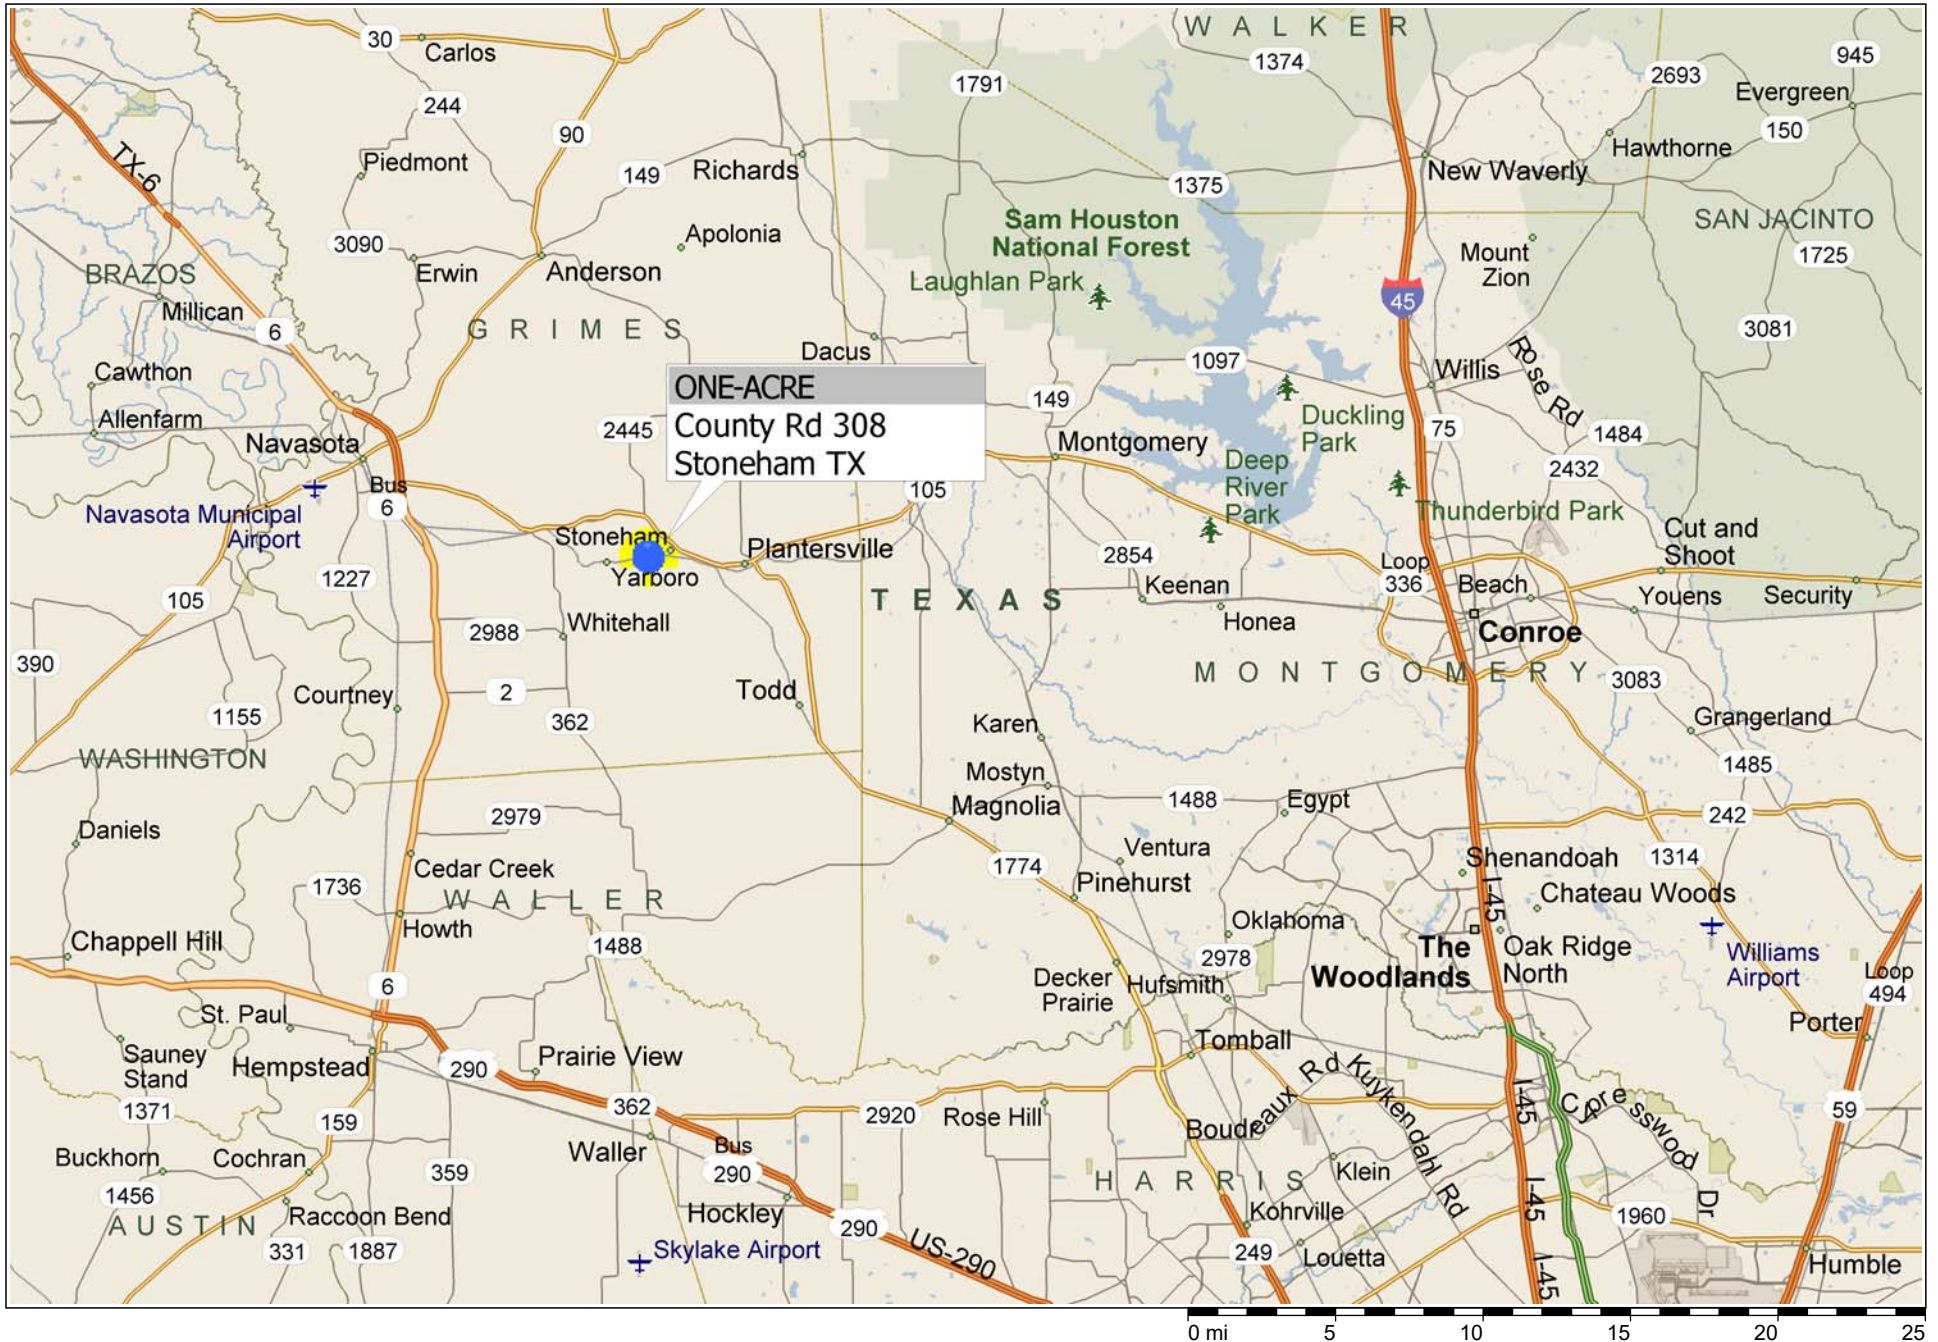 WALKER
30
Carlos
1374
945
2693
1791
Evergreen
244
90
150
Hawthorne
TX-6
Piedmont
149
Richards
New Waverly
1375
Sam Houston
National Forest
SAN JACINTO
3090
Apolonia
Mount
Zion
1725
BRAZOS
Erwin
Anderson
Laughlan Park
45
Millican
6
GRIMES
3081
Dacus
1097
Cawthon
Willis
Rose Rd
ONE-ACRE
County Rd 308
Stoneham TX
149
Allenfarm
Duckling
Park
75
1484
2445
Navasota
Montgomery
Deep
River
Park
2432
Bus
6
105
Navasota Municipal
Airport
Thunderbird Park
Stoneham
Plantersville
Cut and
Shoot
2854
Loop
336
Beach
1227
Yarboro
Keenan
105
TEXAS
Youens
Security
Whitehall
Honea
2988
Conroe
390
MONTGOMERY
3083
Courtney
2
Todd
1155
362
Karen
Grangerland
WASHINGTON
Mostyn
1485
Magnolia
1488
Egypt
2979
242
Daniels
Ventura
Shenandoah
1314
Cedar Creek
1774
1736
Pinehurst
I-45
Chateau Woods
WALLER
Howth
Oklahoma
Chappell Hill
1488
The
Woodlands
Oak Ridge
North
Williams
Airport
2978
Decker
Prairie
Hufsmith
Loop
494
6
St. Paul
Porter
Tomball
Sauney
Stand
Hempstead
290
Prairie View
Boudreaux Rd
Kuykendahl Rd
I-45
Cypresswood Dr
1371
362
59
159
2920
Rose Hill
Waller
Bus
290
Buckhorn
Cochran
359
Klein
1456
HARRIS
I-45
AUSTIN
Raccoon Bend
Hockley
Kohrville
1960
290
US-290
331
1887
Skylake Airport
249
Louetta
I-45
Humble
0 mi
5
10
15
20
25